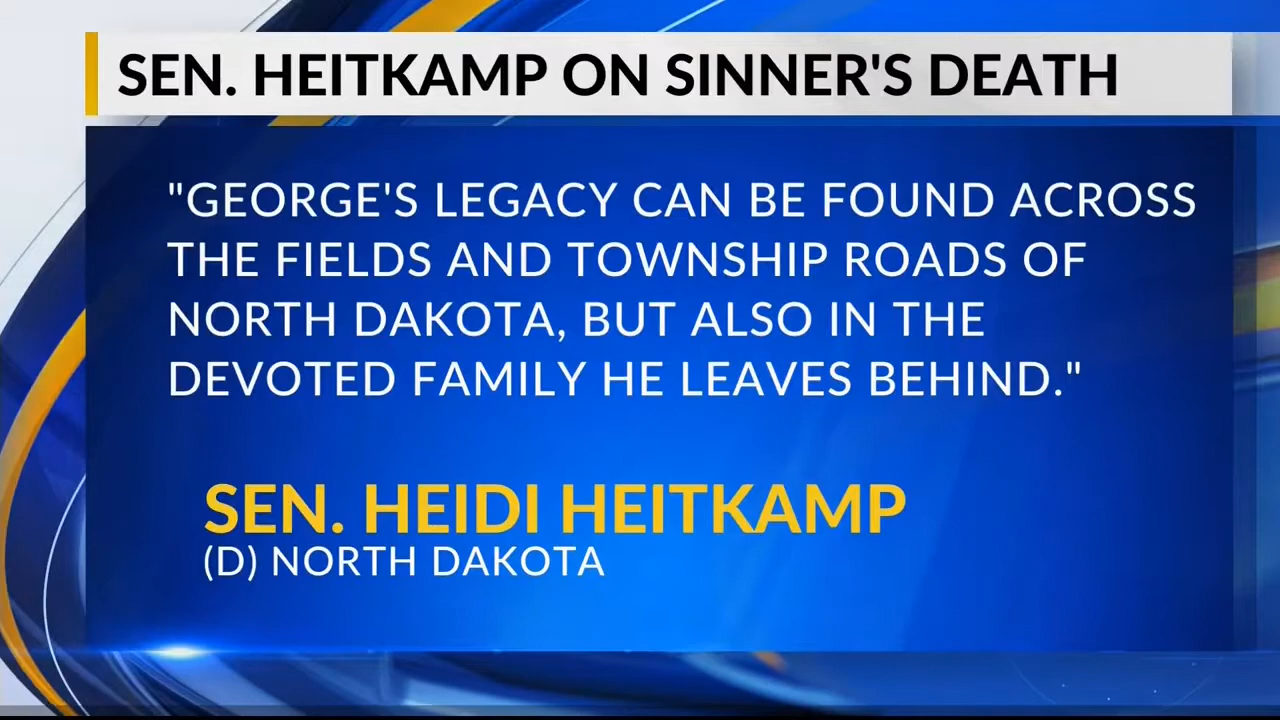 SEN. HEITKAMP ON SINNER'S DEATH
"GEORGE'S LEGACY CAN BE FOUND ACROSS
THE FIELDS AND TOWNSHIP ROADS OF
NORTH DAKOTA, BUT ALSO IN THE
DEVOTED FAMILY HE LEAVES BEHIND."
SEN. HEIDI HEITKAMP
(D) NORTH DAKOTA